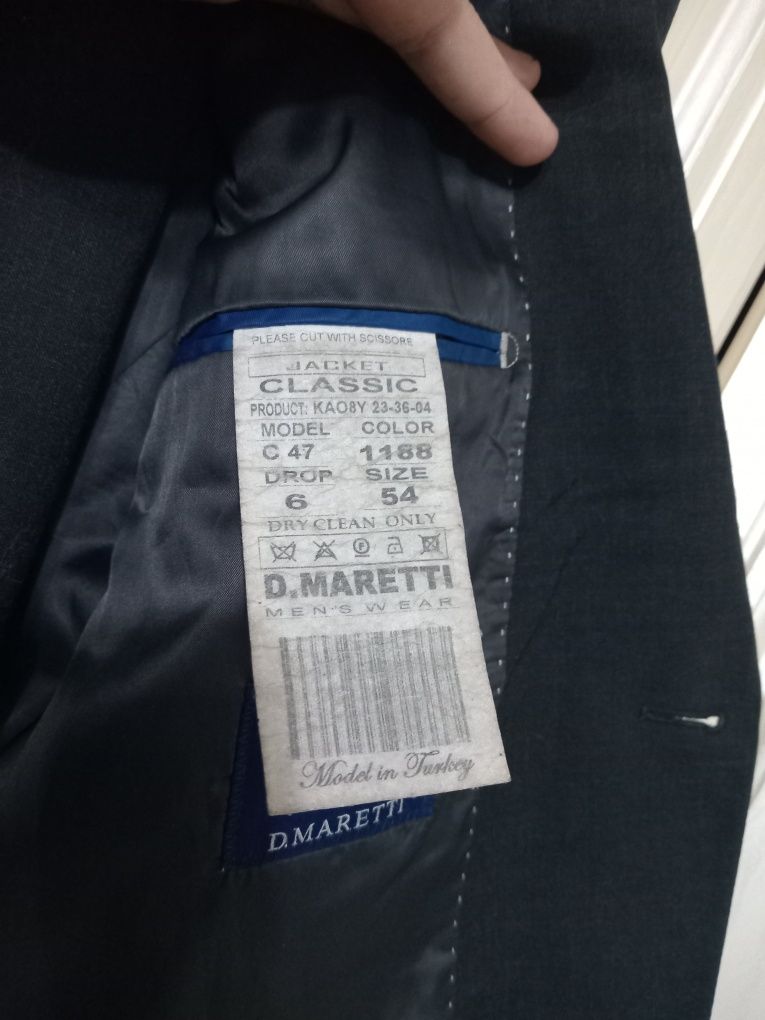 PLEASE CUT WITH SCISSORE
JACKET
CLASSIC
PRODUCT: KAO8Y 23-36-04
MODEL COLOR
C 47 1188
DROP SIZE
6 54
DRY CLEAN ONLY
D.MARETTI
MEN'S WEAR
Model in Turkey
D.MARETTI